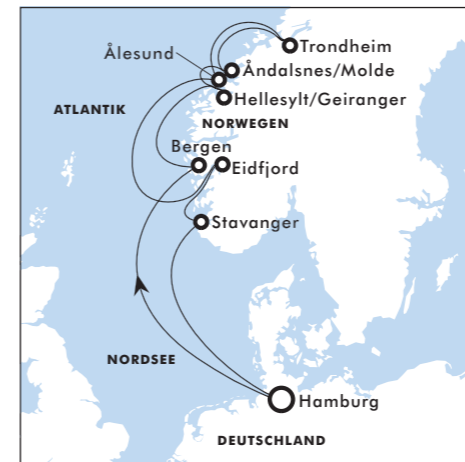 Trondheim
Ålesund
Åndalsnes/Molde
Hellesylt/Geiranger
ATLANTIK
NORWEGEN
Bergen
Eidfjord
Stavanger
NORDSEE
Hamburg
DEUTSCHLAND